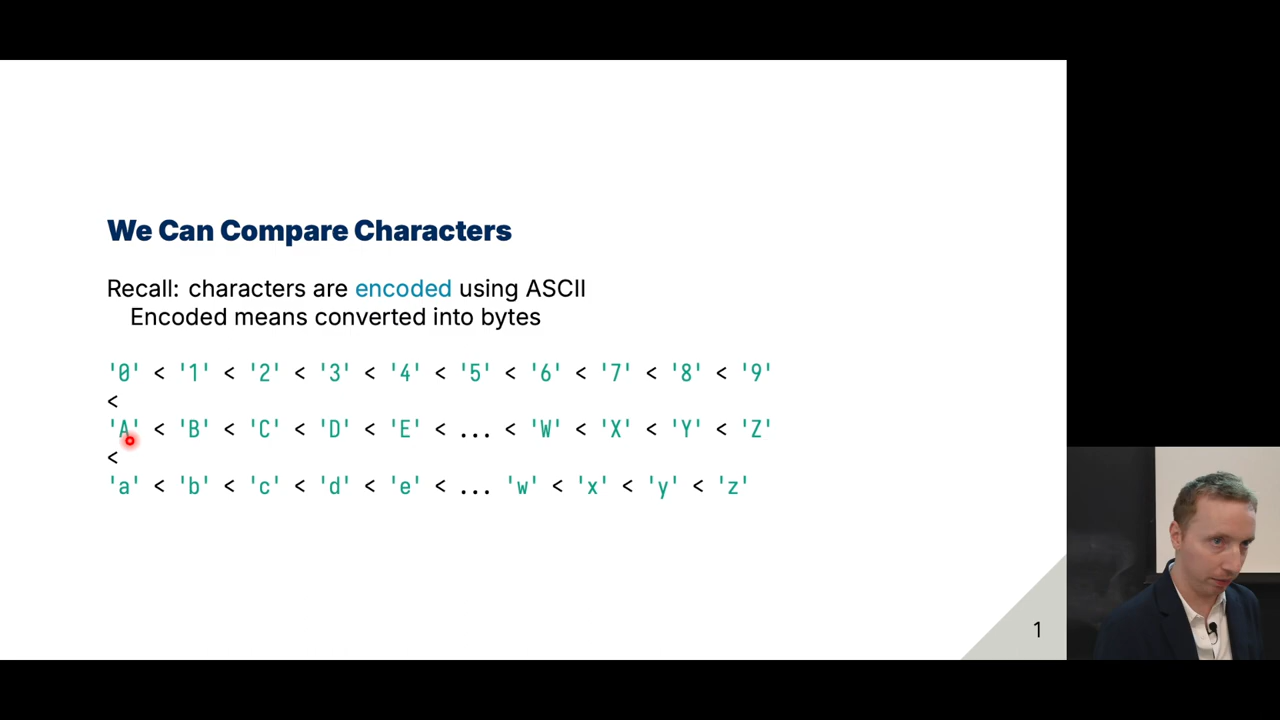 We Can Compare Characters
Recall: characters are encoded using ASCII
Encoded means converted into bytes
'0' < '1' < '2' < '3' < '4' < '5' < '6' < '7' < '8' < '9'
<
'A' < 'B' < 'C' < 'D' < 'E' < ... < 'W' < 'X' < 'Y' < 'Z'
<
'a' < 'b' < 'c' < 'd' < 'e' < ... 'w' < 'x' < 'y' < 'z'
1